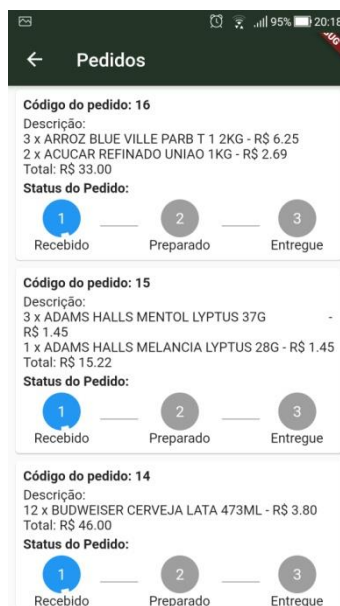 95% 20:18
Pedidos
Código do pedido: 16
Descrição:
3 x ARROZ BLUE VILLE PARB T 1 2KG - R$ 6.25
2 x ACUCAR REFINADO UNIAO 1KG - R$ 2.69
Total: R$ 33.00
Status do Pedido:
1 2 3
Recebido Preparado Entregue
Código do pedido: 15
Descrição:
3 x ADAMS HALLS MENTOL LYPTUS 37G -
R$ 1.45
1 x ADAMS HALLS MELANCIA LYPTUS 28G - R$ 1.45
Total: R$ 15.22
Status do Pedido:
1 2 3
Recebido Preparado Entregue
Código do pedido: 14
Descrição:
12 x BUDWEISER CERVEJA LATA 473ML - R$ 3.80
Total: R$ 46.00
Status do Pedido:
1 2 3
Recebido Preparado Entregue